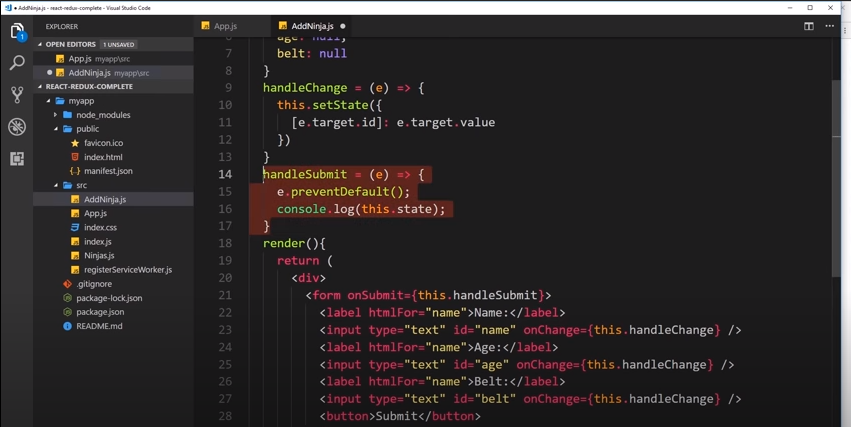 AddNinja.js - react-redux-complete - Visual Studio Code
EXPLORER
OPEN EDITORS 1 UNSAVED
App.js myapp\src
AddNinja.js myapp\src
REACT-REDUX-COMPLETE
myapp
node_modules
public
favicon.ico
index.html
manifest.json
src
AddNinja.js
App.js
index.css
index.js
Ninjas.js
registerServiceWorker.js
.gitignore
package-lock.json
package.json
README.md
1
App.js
AddNinja.js
6 age: null,
7 belt: null
8 }
9 handleChange = (e) => {
10 this.setState({
11 [e.target.id]: e.target.value
12 })
13 }
14 handleSubmit = (e) => {
15 e.preventDefault();
16 console.log(this.state);
17 }
18 render(){
19 return (
20 <div>
21 <form onSubmit={this.handleSubmit}>
22 <label htmlFor="name">Name:</label>
23 <input type="text" id="name" onChange={this.handleChange} />
24 <label htmlFor="name">Age:</label>
25 <input type="text" id="age" onChange={this.handleChange} />
26 <label htmlFor="name">Belt:</label>
27 <input type="text" id="belt" onChange={this.handleChange} />
28 <button>Submit</button>